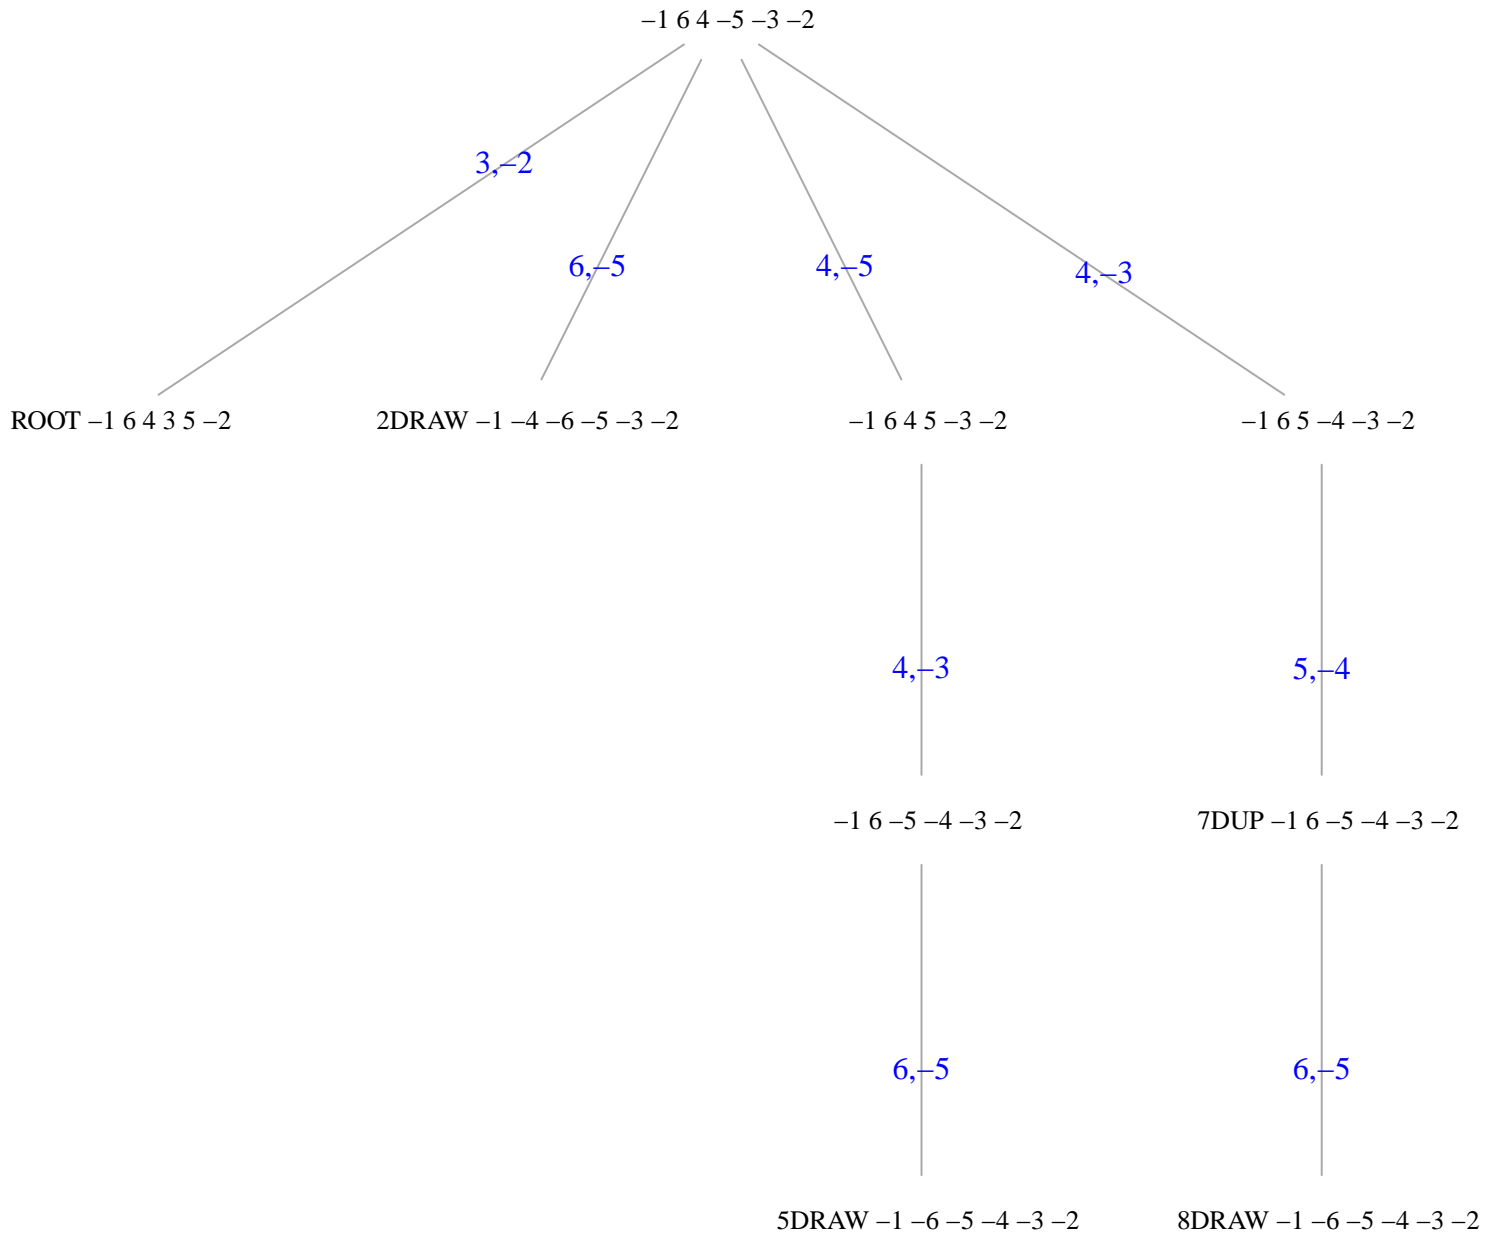 –1 6 4 –5 –3 –2
3,–2
6,–5
4,–5
4,–3
ROOT –1 6 4 3 5 –2
2DRAW –1 –4 –6 –5 –3 –2
–1 6 4 5 –3 –2
–1 6 5 –4 –3 –2
4,–3
5,–4
–1 6 –5 –4 –3 –2
7DUP –1 6 –5 –4 –3 –2
6,–5
6,–5
5DRAW –1 –6 –5 –4 –3 –2
8DRAW –1 –6 –5 –4 –3 –2